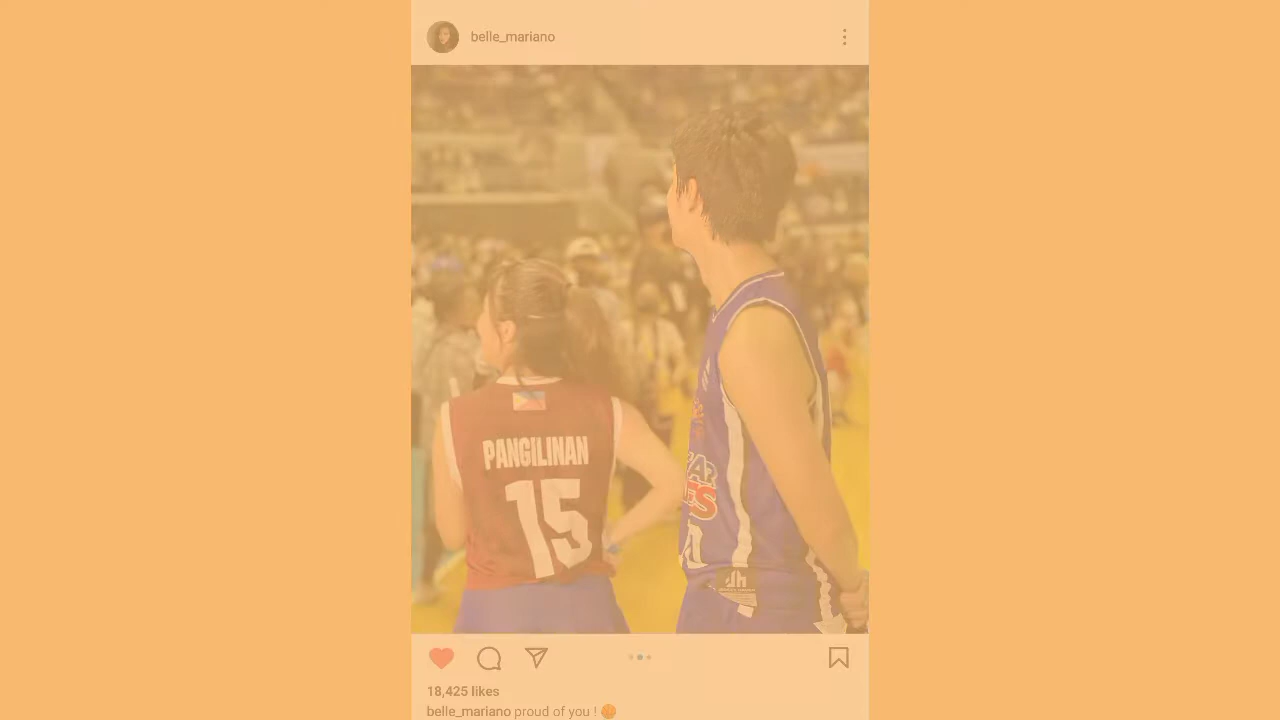 belle_mariano
PANGILINAN
15
18,425 likes
belle_mariano proud of you !